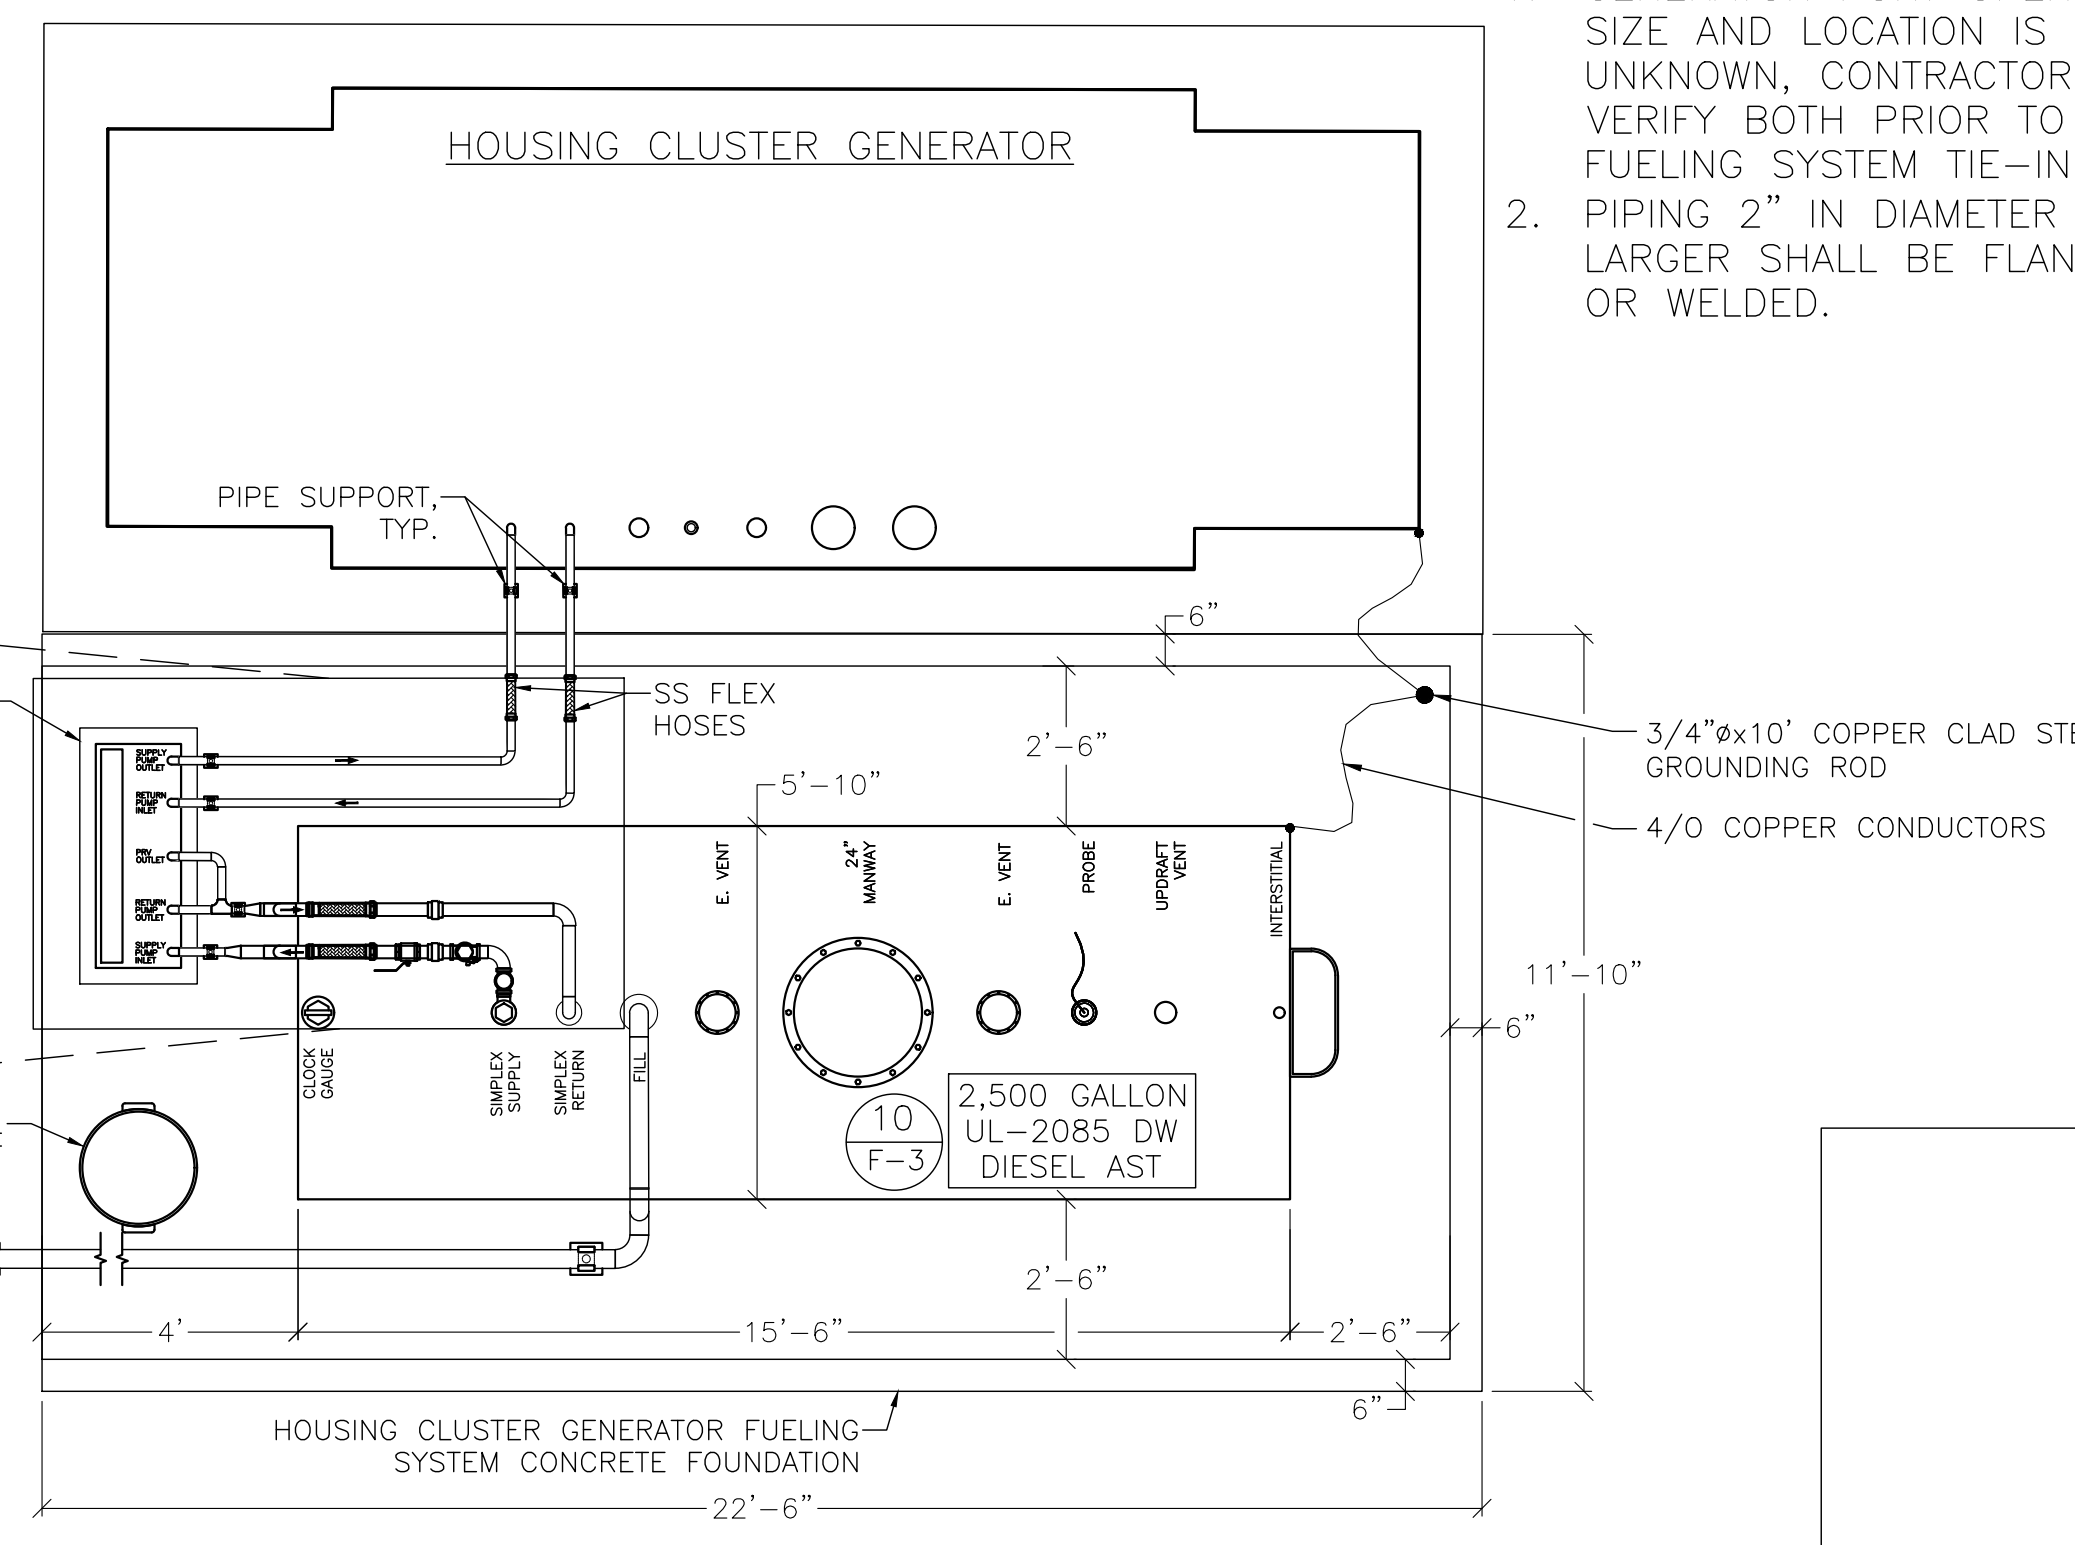 SIZE AND LOCATION IS
UNKNOWN, CONTRACTOR
VERIFY BOTH PRIOR TO
FUELING SYSTEM TIE-IN
2. PIPING 2" IN DIAMETER
LARGER SHALL BE FLAN
OR WELDED.
HOUSING CLUSTER GENERATOR
PIPE SUPPORT,
TYP.
6"
SS FLEX
HOSES
2'-6"
5'-10"
3/4"øx10' COPPER CLAD STE
GROUNDING ROD
4/0 COPPER CONDUCTORS
SUPPLY
PUMP
OUTLET
RETURN
PUMP
INLET
PRV
OUTLET
RETURN
PUMP
OUTLET
SUPPLY
PUMP
INLET
E. VENT
24"
MANWAY
E. VENT
PROBE
UPDRAFT
VENT
INTERSTITIAL
11'-10"
6"
CLOCK
GAUGE
SIMPLEX
SUPPLY
SIMPLEX
RETURN
FILL
10
F-3
2,500 GALLON
UL-2085 DW
DIESEL AST
2'-6"
4'
15'-6"
2'-6"
6"
HOUSING CLUSTER GENERATOR FUELING
SYSTEM CONCRETE FOUNDATION
22'-6"